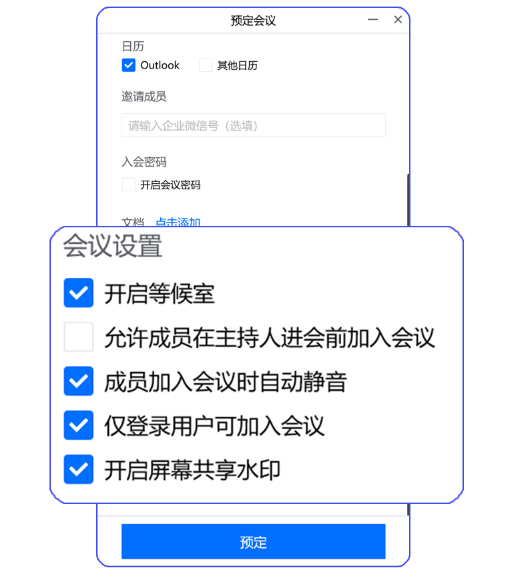 预定会议
日历
Outlook 其他日历
邀请成员
请输入企业微信号（选填）
入会密码
开启会议密码
文档 点击添加
会议设置
开启等候室
允许成员在主持人进会前加入会议
成员加入会议时自动静音
仅登录用户可加入会议
开启屏幕共享水印
预定